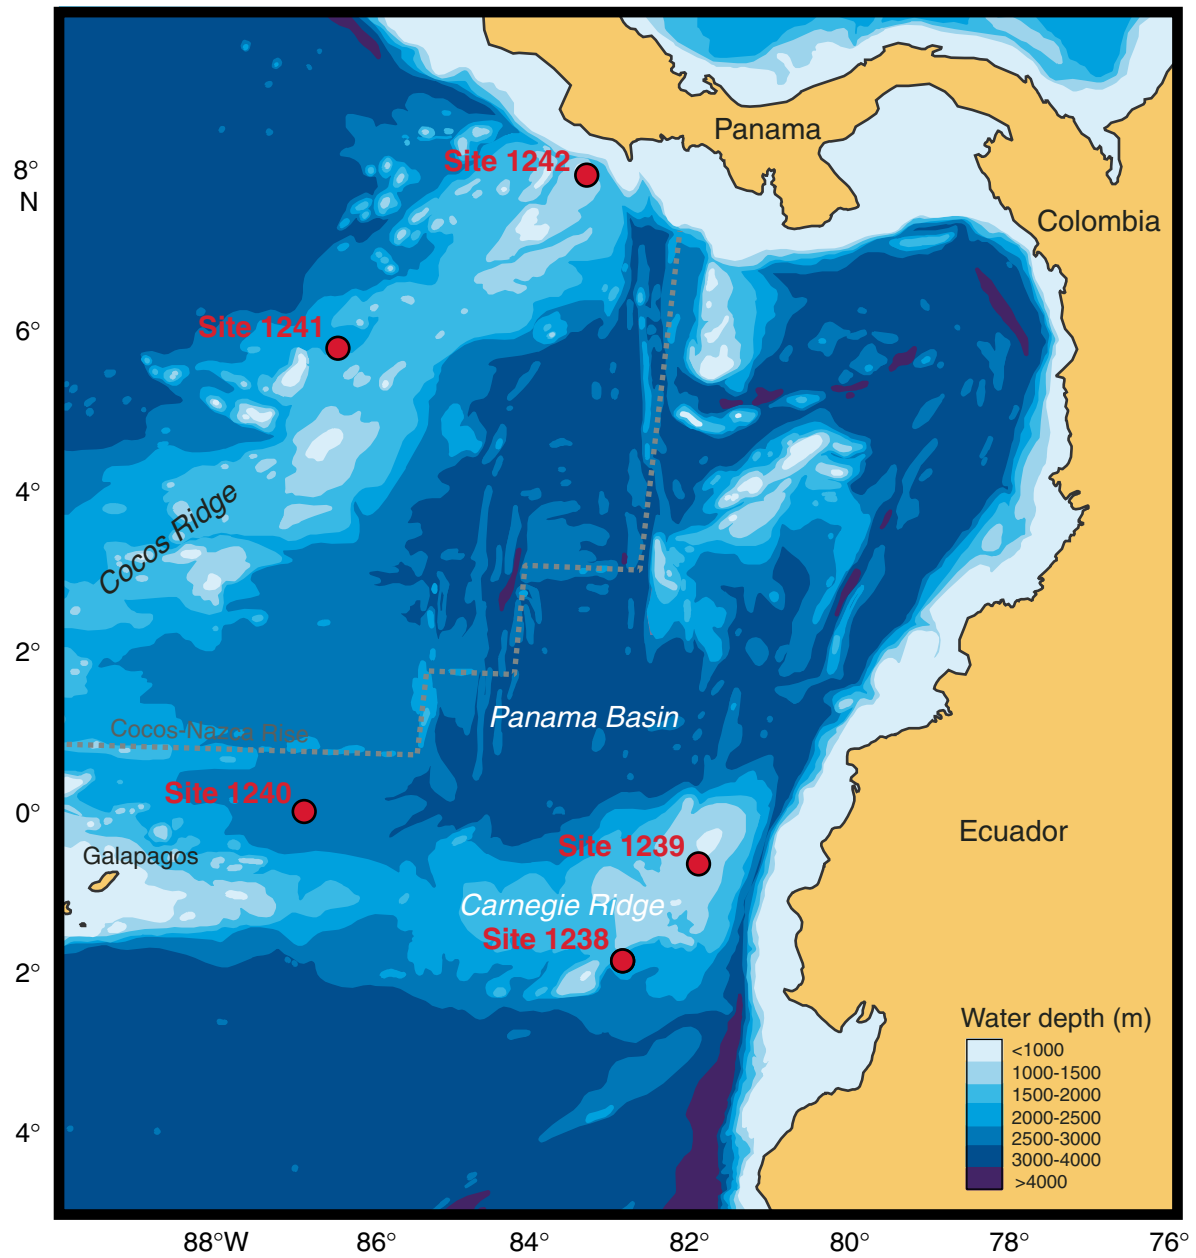 Panama
8°
N
Site 1242
Colombia
6°
Site 1241
4°
Cocos Ridge
2°
Panama Basin
Cocos-Nazca Rise
0°
Site 1240
Site 1239
Ecuador
Galapagos
Carnegie Ridge
Site 1238
2°
Water depth (m)
<1000
1000-1500
1500-2000
2000-2500
2500-3000
3000-4000
>4000
4°
88°W 86° 84° 82° 80° 78° 76°